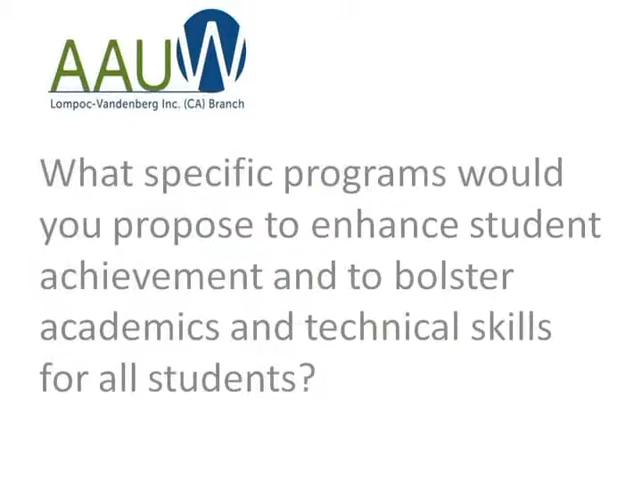 AAUW
Lompoc-Vandenberg Inc. (CA) Branch
What specific programs would
you propose to enhance student
achievement and to bolster
academics and technical skills
for all students?